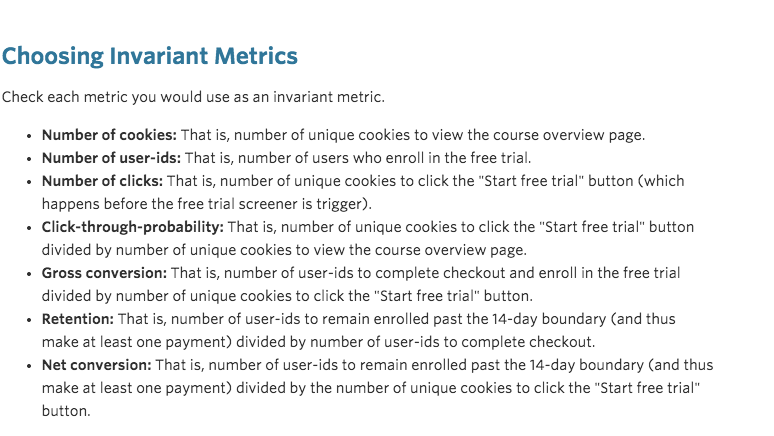 Choosing Invariant Metrics
Check each metric you would use as an invariant metric.
• Number of cookies: That is, number of unique cookies to view the course overview page.
• Number of user-ids: That is, number of users who enroll in the free trial.
• Number of clicks: That is, number of unique cookies to click the "Start free trial" button (which
happens before the free trial screener is trigger).
• Click-through-probability: That is, number of unique cookies to click the "Start free trial" button
divided by number of unique cookies to view the course overview page.
• Gross conversion: That is, number of user-ids to complete checkout and enroll in the free trial
divided by number of unique cookies to click the "Start free trial" button.
• Retention: That is, number of user-ids to remain enrolled past the 14-day boundary (and thus
make at least one payment) divided by number of user-ids to complete checkout.
• Net conversion: That is, number of user-ids to remain enrolled past the 14-day boundary (and thus
make at least one payment) divided by the number of unique cookies to click the "Start free trial"
button.